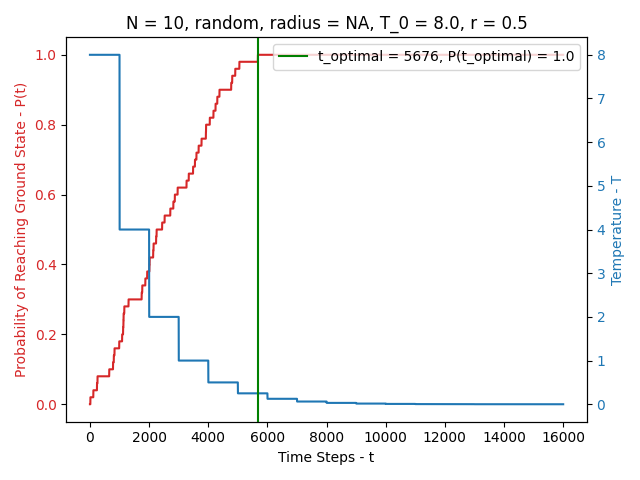 N = 10, random, radius = NA, T_0 = 8.0, r = 0.5
t_optimal = 5676, P(t_optimal) = 1.0
Probability of Reaching Ground State - P(t)
1.0
0.8
0.6
0.4
0.2
0.0
8
7
6
5
4
3
2
1
0
Temperature - T
0 2000 4000 6000 8000 10000 12000 14000 16000
Time Steps - t